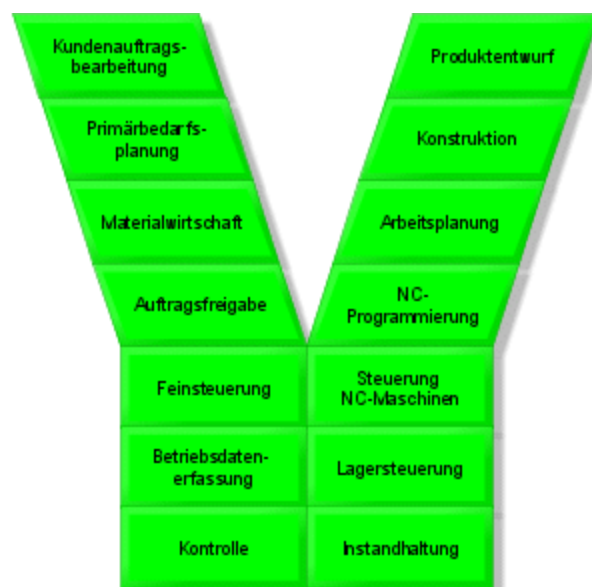 Kundenauftrags-
bearbeitung
Produktentwurf
Primärbedarfs-
planung
Konstruktion
Materialwirtschaft
Arbeitsplanung
Auftragsfreigabe
NC-
Programmierung
Feinsteuerung
Steuerung
NC-Maschinen
Betriebsdaten-
erfassung
Lagersteuerung
Kontrolle
Instandhaltung